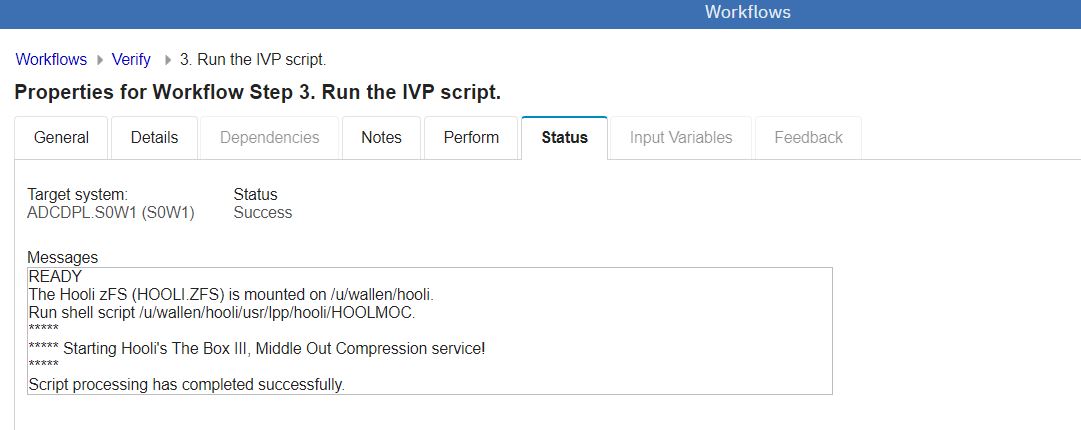 Workflows
Workflows Verify 3. Run the IVP script.
Properties for Workflow Step 3. Run the IVP script.
General Details Dependencies Notes Perform Status Input Variables Feedback
Target system: Status
ADCDPL.S0W1 (S0W1) Success
Messages
READY
The Hooli zFS (HOOLI.ZFS) is mounted on /u/wallen/hooli.
Run shell script /u/wallen/hooli/usr/lpp/hooli/HOOLMOC.
*****
***** Starting Hooli's The Box III, Middle Out Compression service!
*****
Script processing has completed successfully.